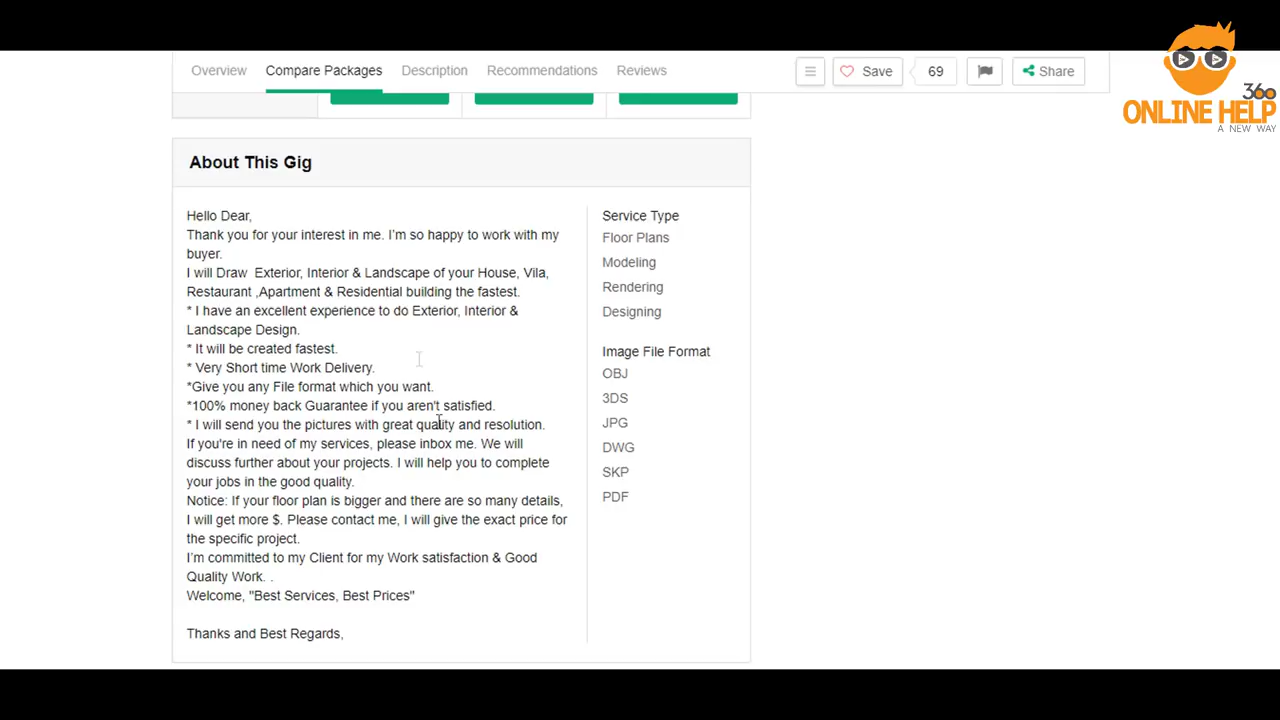 Overview Compare Packages Description Recommendations Reviews Save 69 Share
360
ONLINE HELP
A NEW WAY
About This Gig
Hello Dear,
Thank you for your interest in me. I'm so happy to work with my
buyer.
I will Draw  Exterior, Interior & Landscape of your House, Vila,
Restaurant ,Apartment & Residential building the fastest.
* I have an excellent experience to do Exterior, Interior &
Landscape Design.
* It will be created fastest.
* Very Short time Work Delivery.
*Give you any File format which you want.
*100% money back Guarantee if you aren't satisfied.
* I will send you the pictures with great quality and resolution.
If you're in need of my services, please inbox me. We will
discuss further about your projects. I will help you to complete
your jobs in the good quality.
Notice: If your floor plan is bigger and there are so many details,
I will get more $. Please contact me, I will give the exact price for
the specific project.
I'm committed to my Client for my Work satisfaction & Good
Quality Work. .
Welcome, "Best Services, Best Prices"
Thanks and Best Regards,
Service Type
Floor Plans
Modeling
Rendering
Designing
Image File Format
OBJ
3DS
JPG
DWG
SKP
PDF